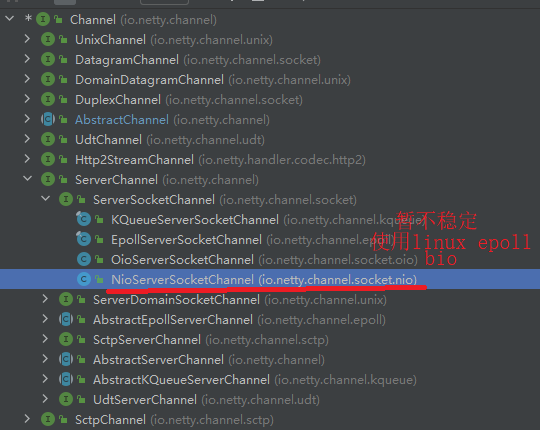 * Channel (io.netty.channel)
UnixChannel (io.netty.channel.unix)
DatagramChannel (io.netty.channel.socket)
DomainDatagramChannel (io.netty.channel.unix)
DuplexChannel (io.netty.channel.socket)
AbstractChannel (io.netty.channel)
UdtChannel (io.netty.channel.udt)
Http2StreamChannel (io.netty.handler.codec.http2)
ServerChannel (io.netty.channel)
ServerSocketChannel (io.netty.channel.socket)
KQueueServerSocketChannel (io.netty.channel.kqueue) 暂不稳定
EpollServerSocketChannel (io.netty.channel.epoll) 使用linux epoll
OioServerSocketChannel (io.netty.channel.socket.oio) bio
NioServerSocketChannel (io.netty.channel.socket.nio)
ServerDomainSocketChannel (io.netty.channel.unix)
AbstractEpollServerChannel (io.netty.channel.epoll)
SctpServerChannel (io.netty.channel.sctp)
AbstractServerChannel (io.netty.channel)
AbstractKQueueServerChannel (io.netty.channel.kqueue)
UdtServerChannel (io.netty.channel.udt)
SctpChannel (io.netty.channel.sctp)